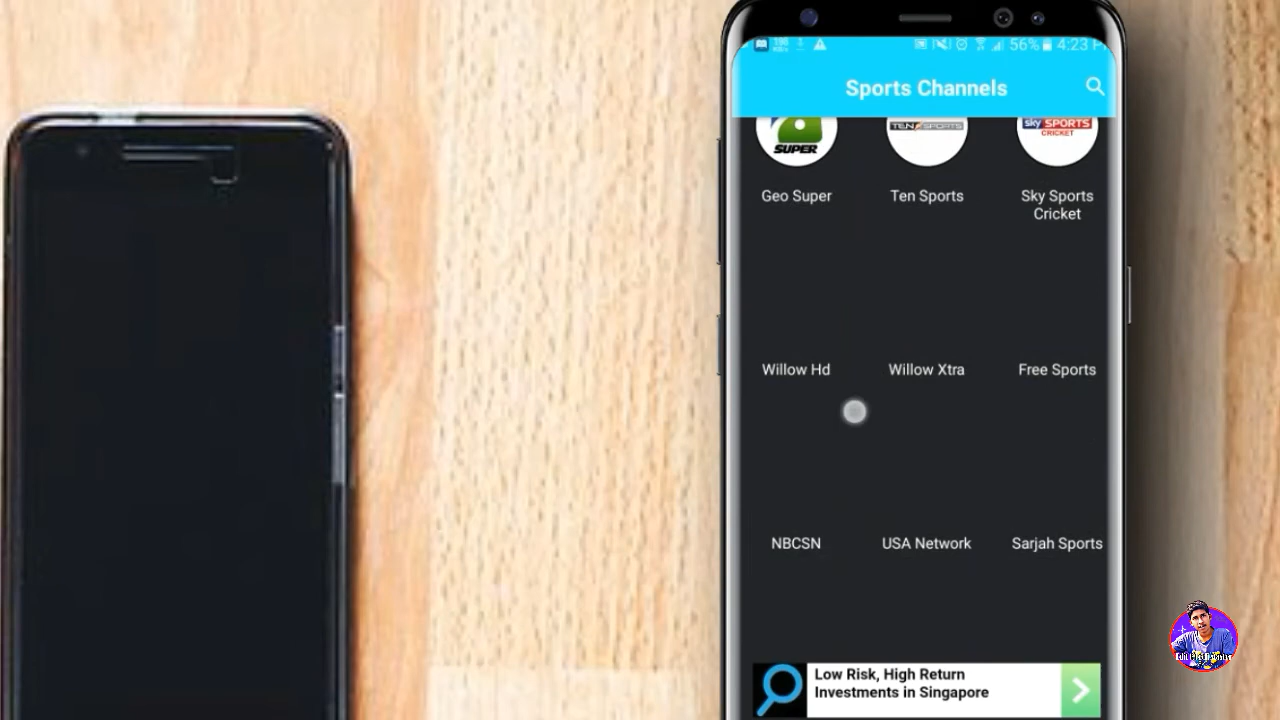 56% 4:23 P
Sports Channels
SUPER
TEN SPORTS
sky SPORTS
CRICKET
Geo Super
Ten Sports
Sky Sports
Cricket
Willow Hd
Willow Xtra
Free Sports
NBCSN
USA Network
Sarjah Sports
Low Risk, High Return
Investments in Singapore